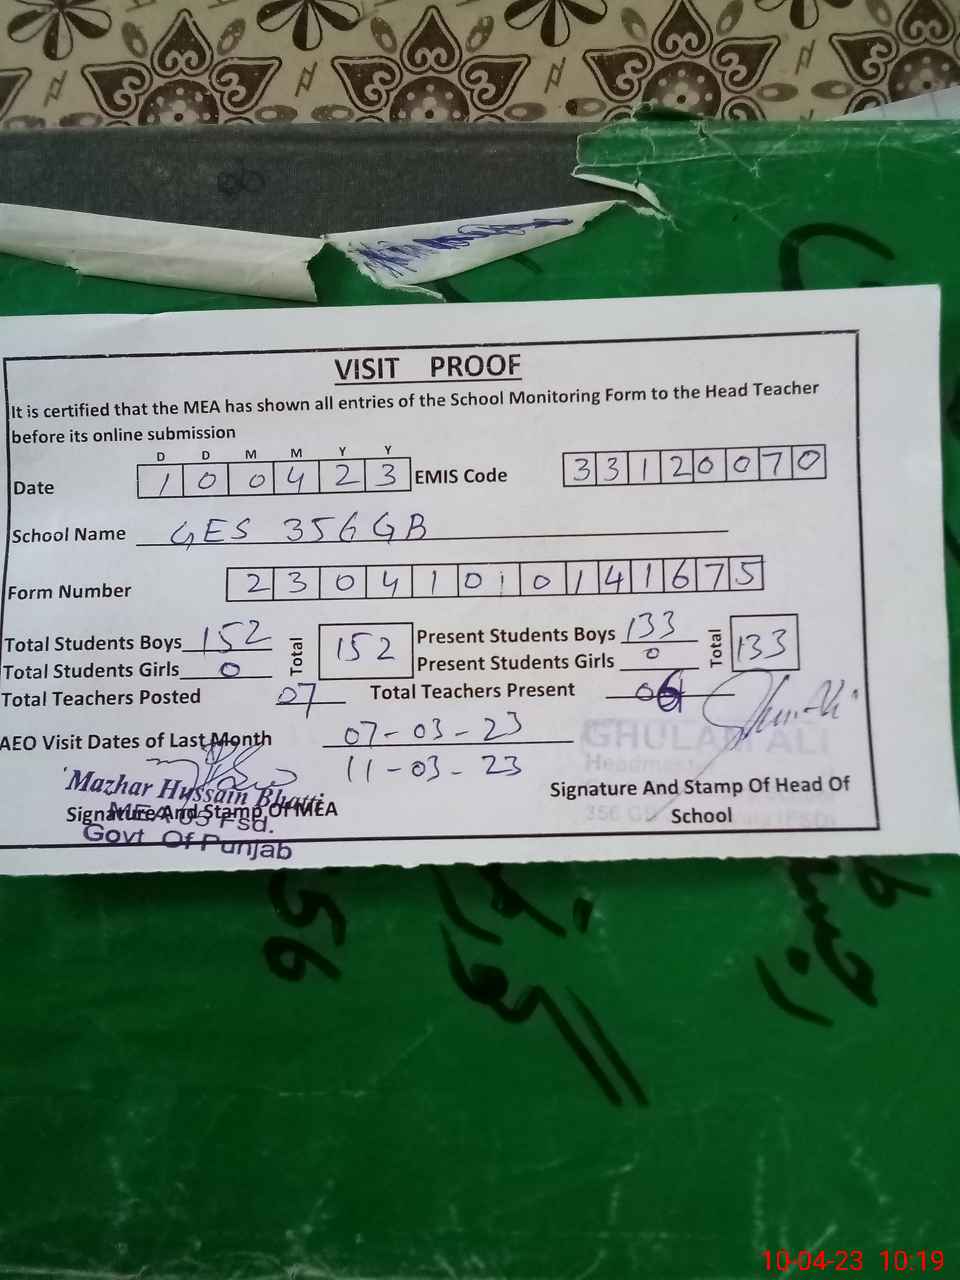 VISIT PROOF
It is certified that the MEA has shown all entries of the School Monitoring Form to the Head Teacher
before its online submission
D D M M Y Y
Date 1 0 0 4 2 3 EMIS Code 3 3 1 2 0 0 7 0
School Name GES 356 GB
Form Number 2 3 0 4 1 0 1 0 1 4 1 6 7 5
Total Students Boys 152 Total 152 Present Students Boys 133 Total 133
Total Students Girls 0 Present Students Girls 0
Total Teachers Posted 07 Total Teachers Present 06
AEO Visit Dates of Last Month 07-03-23
11-03-23
GHULAM ALI
Headmaster
Mazhar Hussain Bhatti
Signature And Stamp Of MEA
MEA 05 Fsd.
Govt Of Punjab
Signature And Stamp Of Head Of
School
356
56
10-04-23 10:19